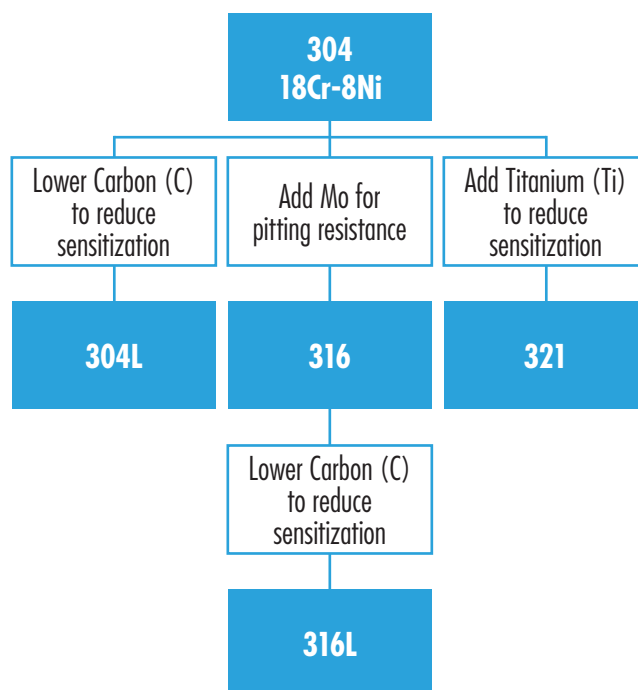 304
18Cr-8Ni
Lower Carbon (C)
to reduce
sensitization
Add Mo for
pitting resistance
Add Titanium (Ti)
to reduce
sensitization
304L
316
321
Lower Carbon (C)
to reduce
sensitization
316L